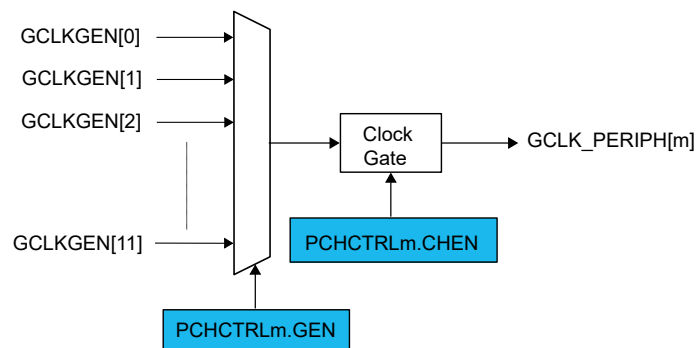 GCLKGEN[0]
GCLKGEN[1]
GCLKGEN[2]
GCLKGEN[11]
Clock
Gate
GCLK_PERIPH[m]
PCHCTRLm.CHEN
PCHCTRLm.GEN